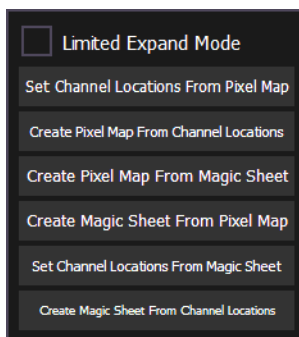 Limited Expand Mode
Set Channel Locations From Pixel Map
Create Pixel Map From Channel Locations
Create Pixel Map From Magic Sheet
Create Magic Sheet From Pixel Map
Set Channel Locations From Magic Sheet
Create Magic Sheet From Channel Locations